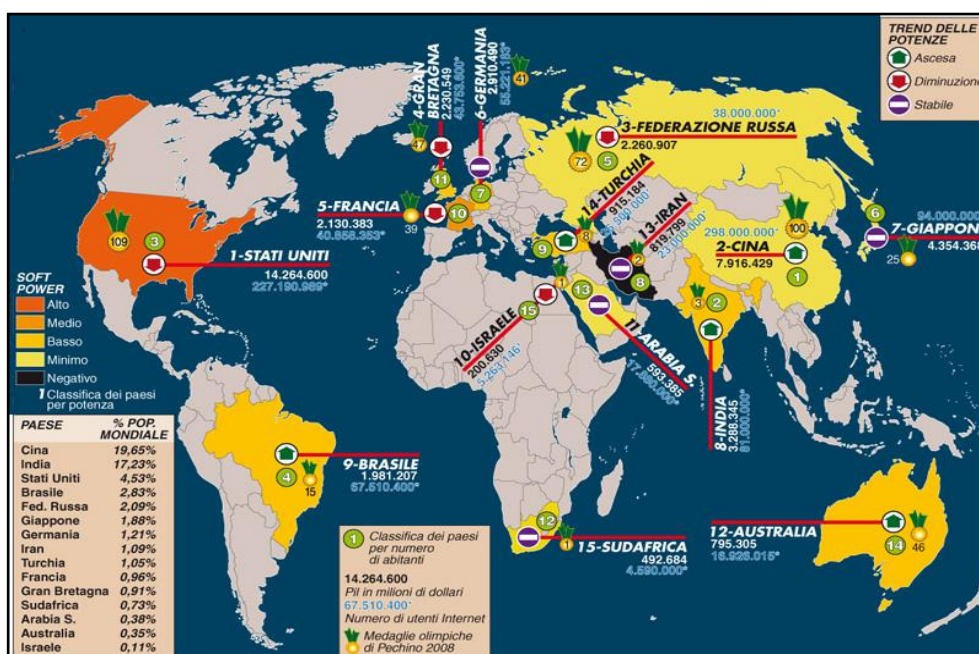 TREND DELLE
POTENZE
Ascesa
Diminuzione
Stabile
4-GRAN
BRETAGNA
2.230.549
43.753.600*
47
11
6-GERMANIA
2.910.490
55.221.183*
41
7
38.000.000*
3-FEDERAZIONE RUSSA
2.260.907
72
5
14-TURCHIA
915.184
8
9
13-IRAN
819.799
23.000.000*
2
8
5-FRANCIA
2.130.383
40.858.353*
39
10
109
3
1-STATI UNITI
14.264.600
227.190.989*
100
298.000.000*
2-CINA
7.916.429
1
6
94.000.000*
7-GIAPPONE
4.354.368
25
10-ISRAELE
200.630
5.263.146*
1
15
13
11-ARABIA S.
593.385
3
2
8-INDIA
3.288.345
81.000.000*
SOFT
POWER
Alto
Medio
Basso
Minimo
Negativo
1 Classifica dei paesi
per potenza
PAESE % POP. MONDIALE
Cina 19,65%
India 17,23%
Stati Uniti 4,53%
Brasile 2,83%
Fed. Russa 2,09%
Giappone 1,88%
Germania 1,21%
Iran 1,09%
Turchia 1,05%
Francia 0,96%
Gran Bretagna 0,91%
Sudafrica 0,73%
Arabia S. 0,38%
Australia 0,35%
Israele 0,11%
9-BRASILE
1.981.207
67.510.400*
4
15
1 Classifica dei paesi
per numero
di abitanti
14.264.600
Pil in milioni di dollari
67.510.400*
Numero di utenti Internet
Medaglie olimpiche
di Pechino 2008
12
1
15-SUDAFRICA
492.684
4.590.000*
12-AUSTRALIA
795.305
16.926.015*
14
46